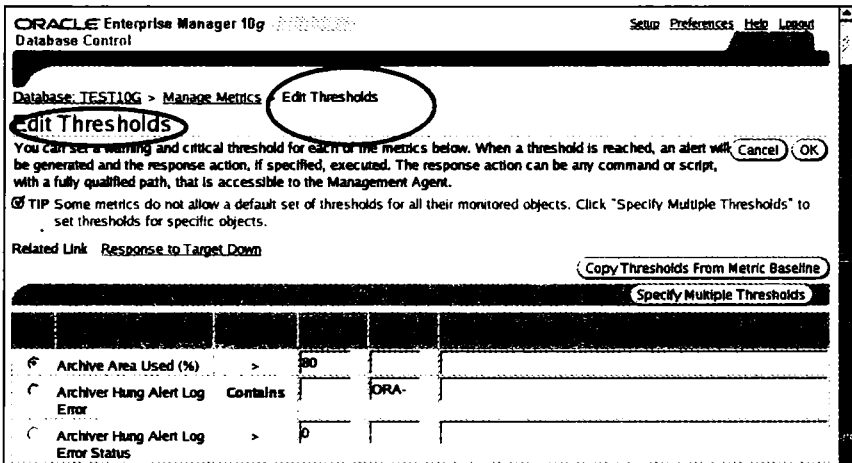 ORACLE Enterprise Manager 10g
Database Control
Setup Preferences Help Logout
Database: TEST10G > Manage Metrics > Edit Thresholds
Edit Thresholds
You can set a warning and critical threshold for each of the metrics below. When a threshold is reached, an alert will
be generated and the response action, if specified, executed. The response action can be any command or script,
with a fully qualified path, that is accessible to the Management Agent.
Cancel OK
TIP Some metrics do not allow a default set of thresholds for all their monitored objects. Click "Specify Multiple Thresholds" to
set thresholds for specific objects.
Related Link Response to Target Down
Copy Thresholds From Metric Baseline
Specify Multiple Thresholds
Archive Area Used (%) > 80
Archiver Hung Alert Log Contains ORA-
Error
Archiver Hung Alert Log > 0
Error Status